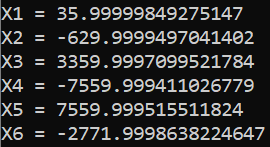 X1 = 35.99999849275147
X2 = -629.9999497041402
X3 = 3359.9997099521784
X4 = -7559.999411026779
X5 = 7559.999515511824
X6 = -2771.9998638224647